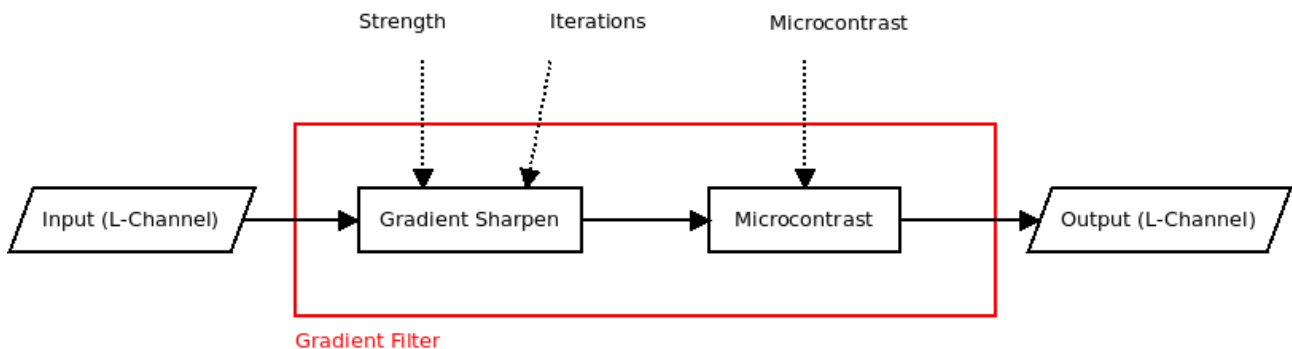 Strength
Iterations
Microcontrast
Input (L-Channel)
Gradient Sharpen
Microcontrast
Output (L-Channel)
Gradient Filter